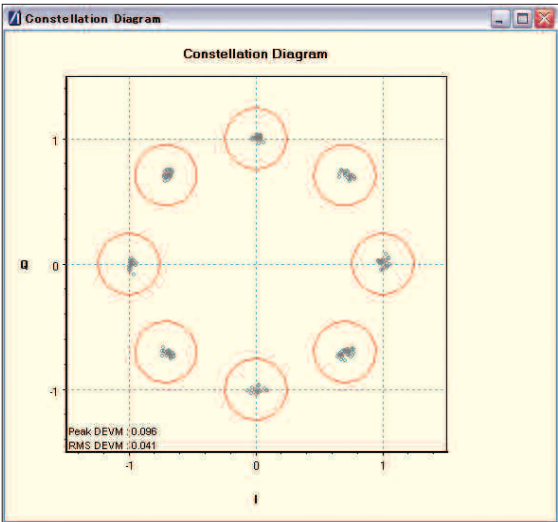 Constellation Diagram
Constellation Diagram
1
0
-1
Q
Peak DEVM : 0.096
RMS DEVM : 0.041
-1
0
1
I